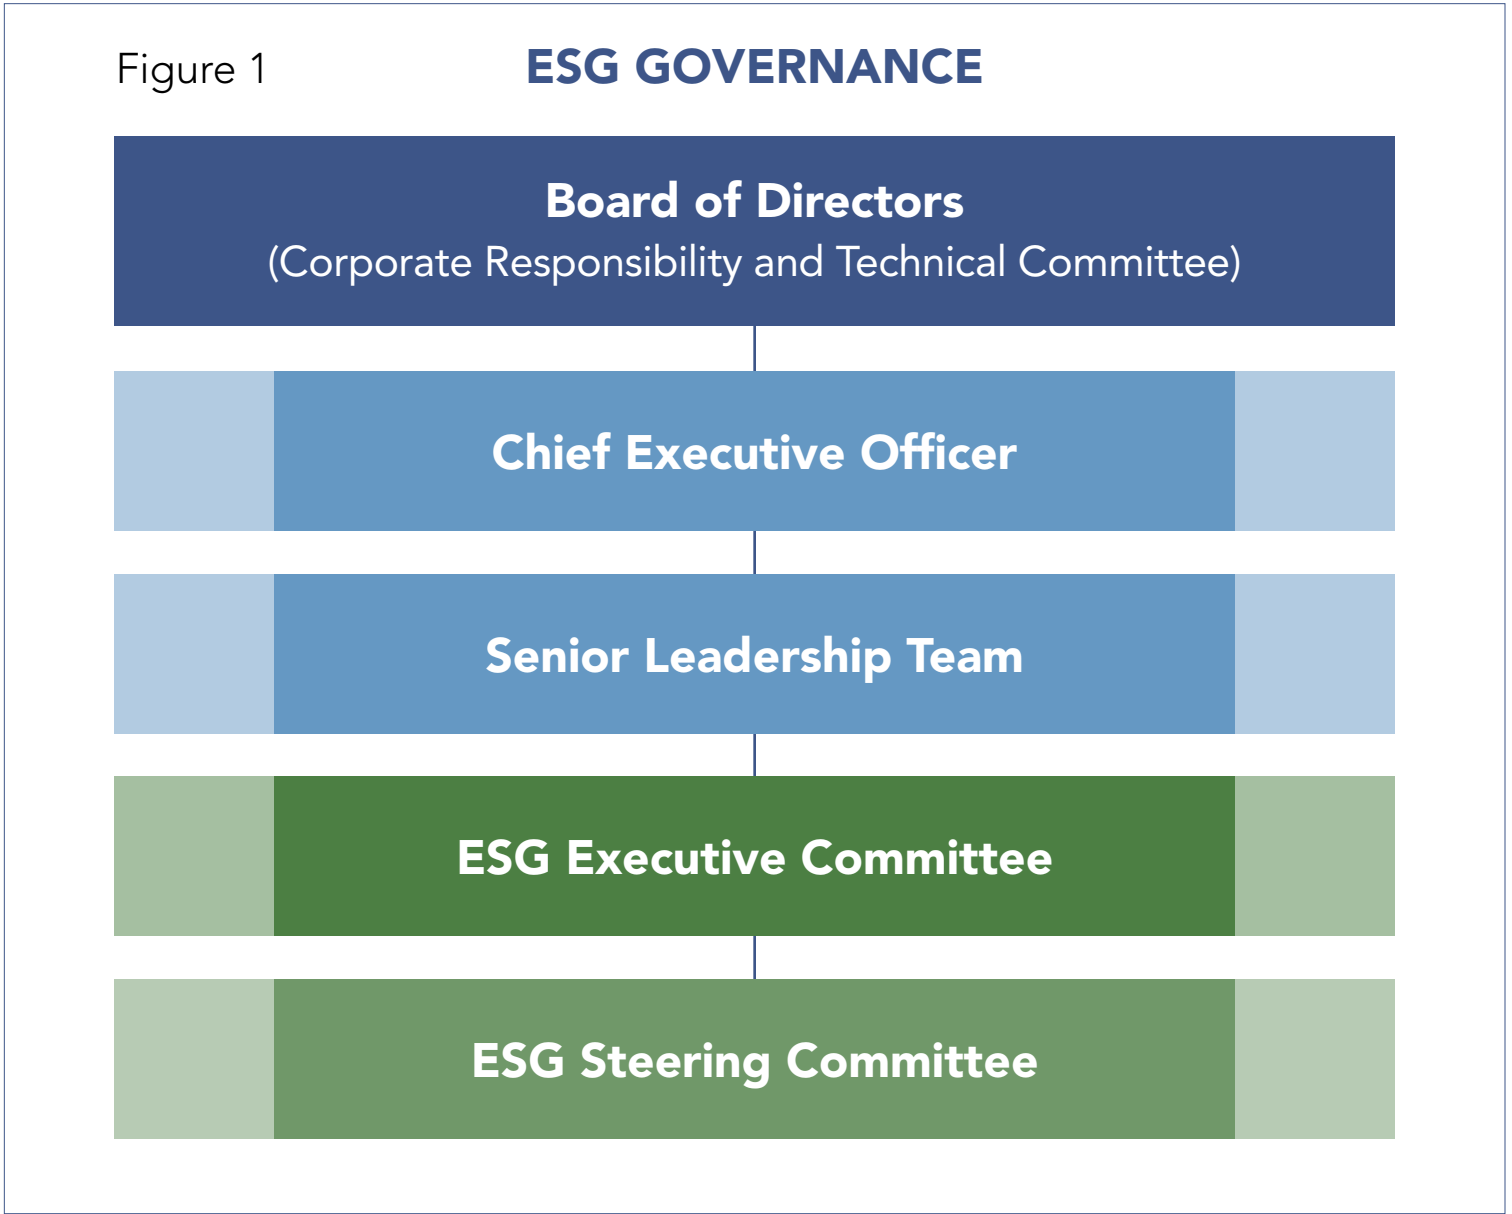 Figure 1
ESG GOVERNANCE
Board of Directors
(Corporate Responsibility and Technical Committee)
Chief Executive Officer
Senior Leadership Team
ESG Executive Committee
ESG Steering Committee